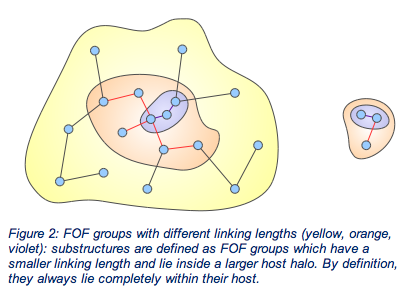 Figure 2: FOF groups with different linking lengths (yellow, orange,
violet): substructures are defined as FOF groups which have a
smaller linking length and lie inside a larger host halo. By definition,
they always lie completely within their host.